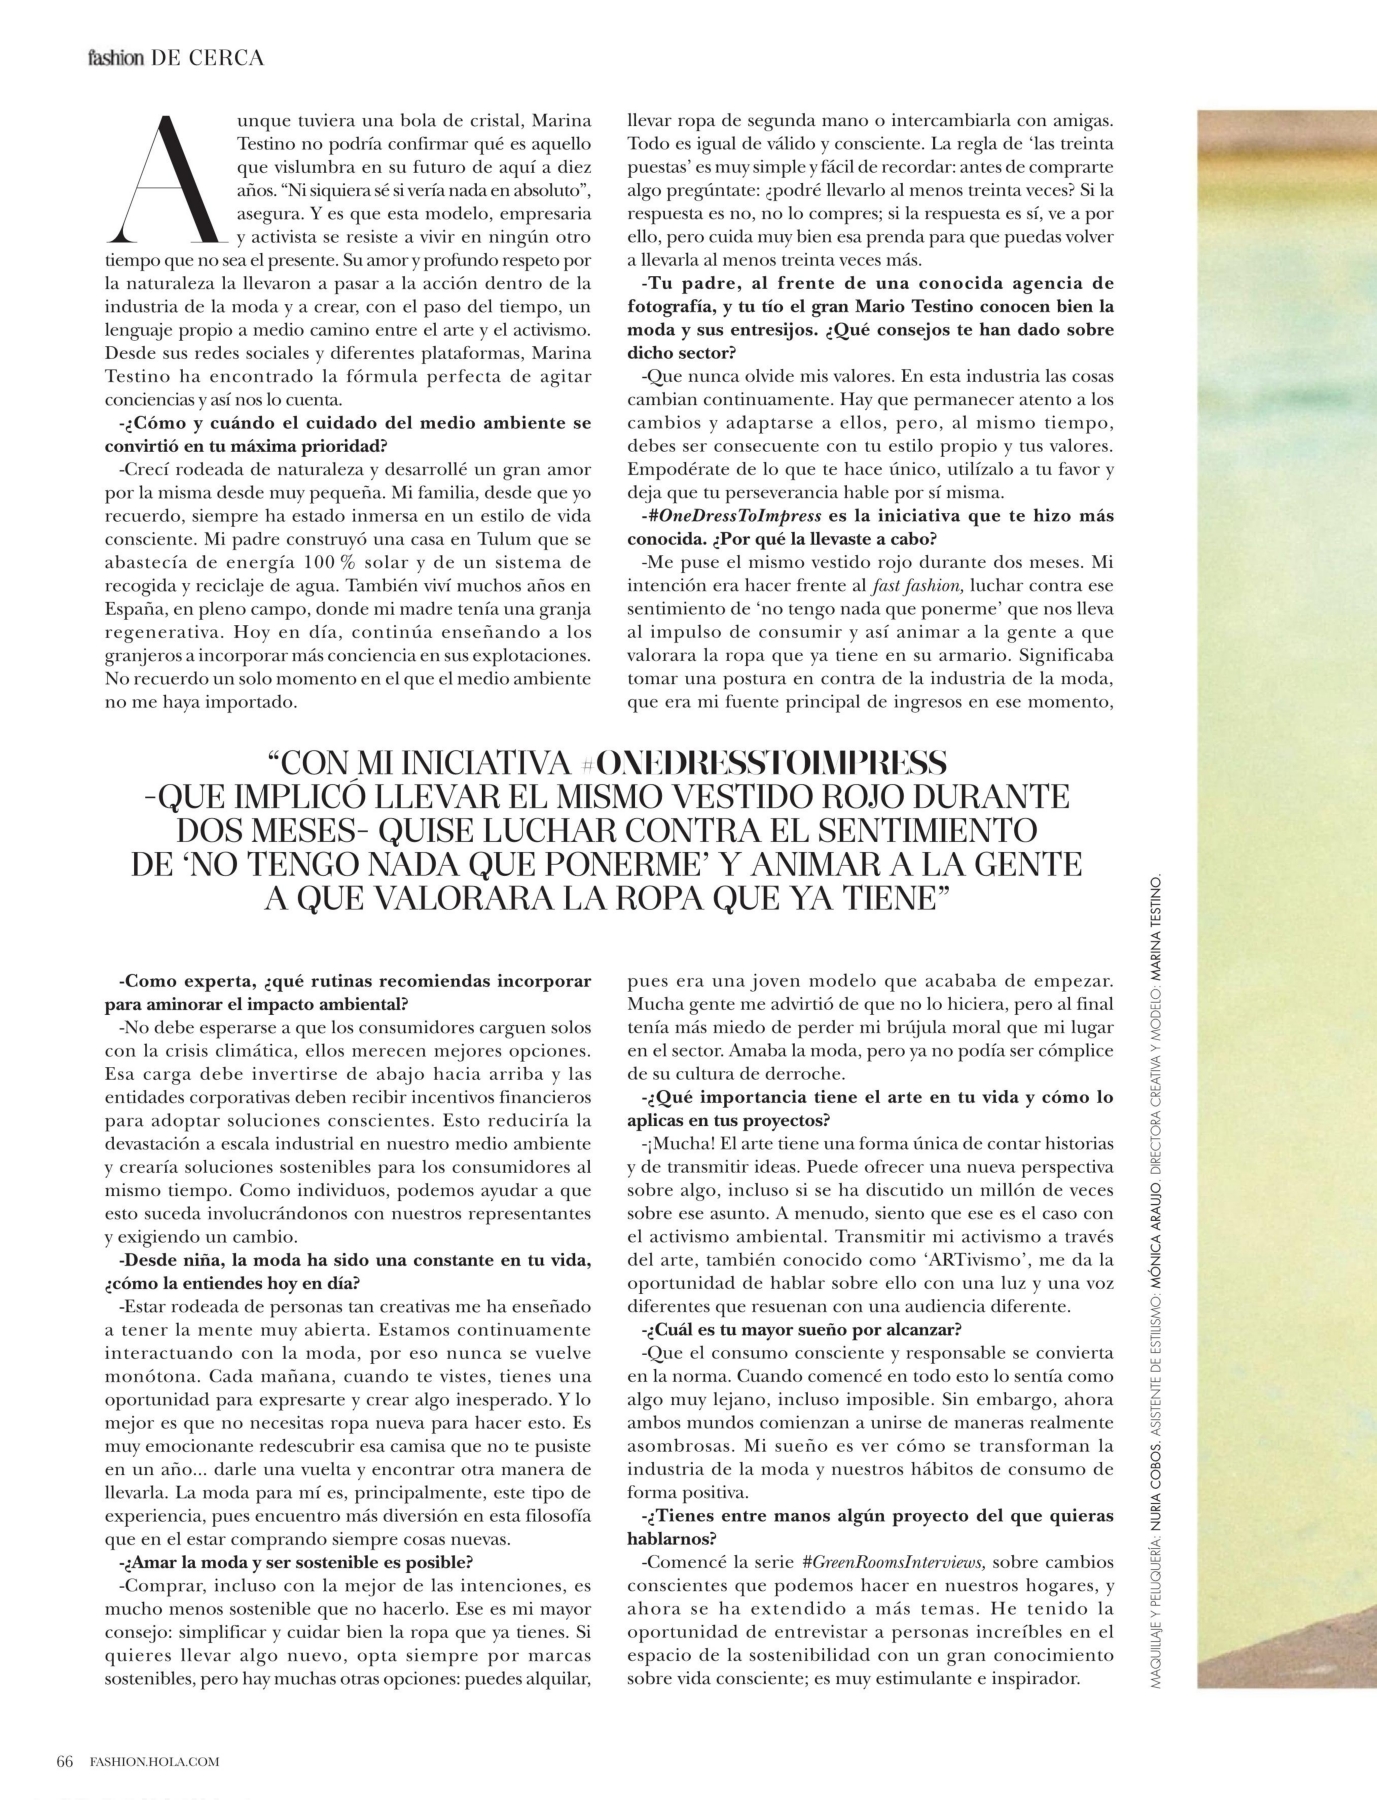 fashion DE CERCA
Aunque tuviera una bola de cristal, Marina
Testino no podría confirmar qué es aquello
que vislumbra en su futuro de aquí a diez
años. “Ni siquiera sé si vería nada en absoluto”,
asegura. Y es que esta modelo, empresaria
y activista se resiste a vivir en ningún otro
tiempo que no sea el presente. Su amor y profundo respeto por
la naturaleza la llevaron a pasar a la acción dentro de la
industria de la moda y a crear, con el paso del tiempo, un
lenguaje propio a medio camino entre el arte y el activismo.
Desde sus redes sociales y diferentes plataformas, Marina
Testino ha encontrado la fórmula perfecta de agitar
conciencias y así nos lo cuenta.
-¿Cómo y cuándo el cuidado del medio ambiente se
convirtió en tu máxima prioridad?
-Crecí rodeada de naturaleza y desarrollé un gran amor
por la misma desde muy pequeña. Mi familia, desde que yo
recuerdo, siempre ha estado inmersa en un estilo de vida
consciente. Mi padre construyó una casa en Tulum que se
abastecía de energía 100 % solar y de un sistema de
recogida y reciclaje de agua. También viví muchos años en
España, en pleno campo, donde mi madre tenía una granja
regenerativa. Hoy en día, continúa enseñando a los
granjeros a incorporar más conciencia en sus explotaciones.
No recuerdo un solo momento en el que el medio ambiente
no me haya importado.
llevar ropa de segunda mano o intercambiarla con amigas.
Todo es igual de válido y consciente. La regla de ‘las treinta
puestas’ es muy simple y fácil de recordar: antes de comprarte
algo pregúntate: ¿podré llevarlo al menos treinta veces? Si la
respuesta es no, no lo compres; si la respuesta es sí, ve a por
ello, pero cuida muy bien esa prenda para que puedas volver
a llevarla al menos treinta veces más.
-Tu padre, al frente de una conocida agencia de
fotografía, y tu tío el gran Mario Testino conocen bien la
moda y sus entresijos. ¿Qué consejos te han dado sobre
dicho sector?
-Que nunca olvide mis valores. En esta industria las cosas
cambian continuamente. Hay que permanecer atento a los
cambios y adaptarse a ellos, pero, al mismo tiempo,
debes ser consecuente con tu estilo propio y tus valores.
Empodérate de lo que te hace único, utilízalo a tu favor y
deja que tu perseverancia hable por sí misma.
-#OneDressToImpress es la iniciativa que te hizo más
conocida. ¿Por qué la llevaste a cabo?
-Me puse el mismo vestido rojo durante dos meses. Mi
intención era hacer frente al fast fashion, luchar contra ese
sentimiento de ‘no tengo nada que ponerme’ que nos lleva
al impulso de consumir y así animar a la gente a que
valorara la ropa que ya tiene en su armario. Significaba
tomar una postura en contra de la industria de la moda,
que era mi fuente principal de ingresos en ese momento,
“CON MI INICIATIVA #ONEDRESSTOIMPRESS
-QUE IMPLICÓ LLEVAR EL MISMO VESTIDO ROJO DURANTE
DOS MESES- QUISE LUCHAR CONTRA EL SENTIMIENTO
DE ‘NO TENGO NADA QUE PONERME’ Y ANIMAR A LA GENTE
A QUE VALORARA LA ROPA QUE YA TIENE”
-Como experta, ¿qué rutinas recomiendas incorporar
para aminorar el impacto ambiental?
-No debe esperarse a que los consumidores carguen solos
con la crisis climática, ellos merecen mejores opciones.
Esa carga debe invertirse de abajo hacia arriba y las
entidades corporativas deben recibir incentivos financieros
para adoptar soluciones conscientes. Esto reduciría la
devastación a escala industrial en nuestro medio ambiente
y crearía soluciones sostenibles para los consumidores al
mismo tiempo. Como individuos, podemos ayudar a que
esto suceda involucrándonos con nuestros representantes
y exigiendo un cambio.
-Desde niña, la moda ha sido una constante en tu vida,
¿cómo la entiendes hoy en día?
-Estar rodeada de personas tan creativas me ha enseñado
a tener la mente muy abierta. Estamos continuamente
interactuando con la moda, por eso nunca se vuelve
monótona. Cada mañana, cuando te vistes, tienes una
oportunidad para expresarte y crear algo inesperado. Y lo
mejor es que no necesitas ropa nueva para hacer esto. Es
muy emocionante redescubrir esa camisa que no te pusiste
en un año... darle una vuelta y encontrar otra manera de
llevarla. La moda para mí es, principalmente, este tipo de
experiencia, pues encuentro más diversión en esta filosofía
que en el estar comprando siempre cosas nuevas.
-¿Amar la moda y ser sostenible es posible?
-Comprar, incluso con la mejor de las intenciones, es
mucho menos sostenible que no hacerlo. Ese es mi mayor
consejo: simplificar y cuidar bien la ropa que ya tienes. Si
quieres llevar algo nuevo, opta siempre por marcas
sostenibles, pero hay muchas otras opciones: puedes alquilar,
pues era una joven modelo que acababa de empezar.
Mucha gente me advirtió de que no lo hiciera, pero al final
tenía más miedo de perder mi brújula moral que mi lugar
en el sector. Amaba la moda, pero ya no podía ser cómplice
de su cultura de derroche.
-¿Qué importancia tiene el arte en tu vida y cómo lo
aplicas en tus proyectos?
-¡Mucha! El arte tiene una forma única de contar historias
y de transmitir ideas. Puede ofrecer una nueva perspectiva
sobre algo, incluso si se ha discutido un millón de veces
sobre ese asunto. A menudo, siento que ese es el caso con
el activismo ambiental. Transmitir mi activismo a través
del arte, también conocido como ‘ARTivismo’, me da la
oportunidad de hablar sobre ello con una luz y una voz
diferentes que resuenan con una audiencia diferente.
-¿Cuál es tu mayor sueño por alcanzar?
-Que el consumo consciente y responsable se convierta
en la norma. Cuando comencé en todo esto lo sentía como
algo muy lejano, incluso imposible. Sin embargo, ahora
ambos mundos comienzan a unirse de maneras realmente
asombrosas. Mi sueño es ver cómo se transforman la
industria de la moda y nuestros hábitos de consumo de
forma positiva.
-¿Tienes entre manos algún proyecto del que quieras
hablarnos?
-Comencé la serie #GreenRoomsInterviews, sobre cambios
conscientes que podemos hacer en nuestros hogares, y
ahora se ha extendido a más temas. He tenido la
oportunidad de entrevistar a personas increíbles en el
espacio de la sostenibilidad con un gran conocimiento
sobre vida consciente; es muy estimulante e inspirador.
MAQUILLAJE Y PELUQUERÍA: NURIA COBOS. ASISTENTE DE ESTILISMO: MÓNICA ARAUJO. DIRECTORA CREATIVA Y MODELO: MARINA TESTINO.
66 FASHION.HOLA.COM